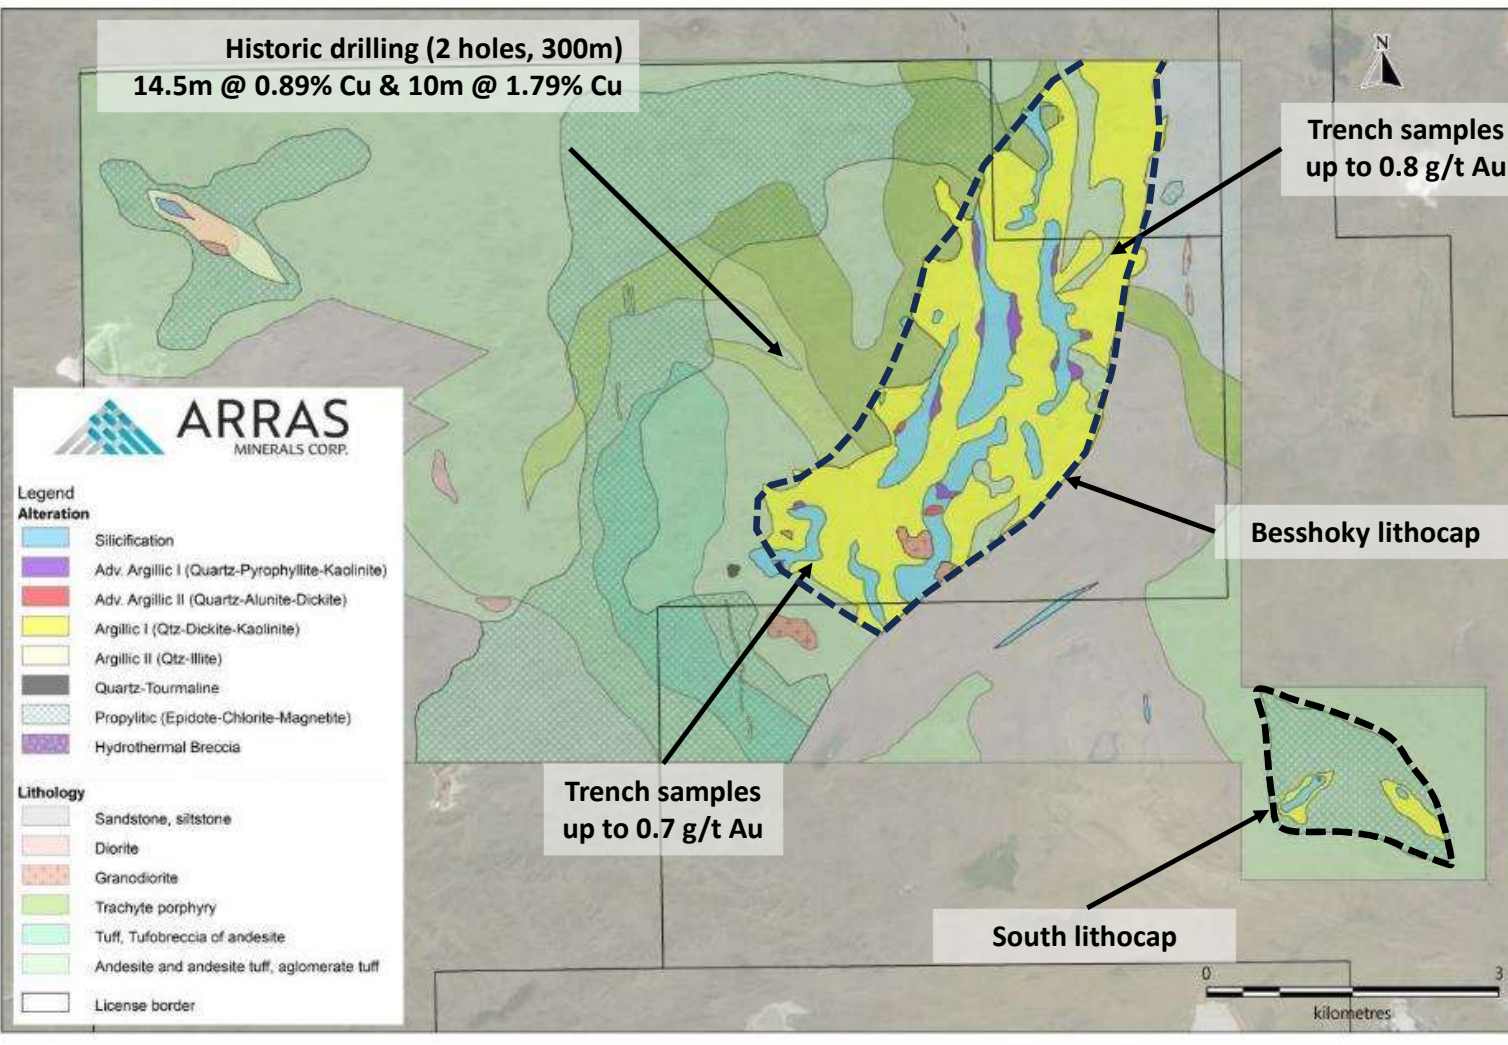 Historic drilling (2 holes, 300m)
14.5m @ 0.89% Cu & 10m @ 1.79% Cu
N
Trench samples
up to 0.8 g/t Au
ARRAS
MINERALS CORP.
Legend
Alteration
Silicification
Adv. Argillic I (Quartz-Pyrophyllite-Kaolinite)
Adv. Argillic II (Quartz-Alunite-Dickite)
Argillic I (Qtz-Dickite-Kaolinite)
Argillic II (Qtz-Illite)
Quartz-Tourmaline
Propylitic (Epidote-Chlorite-Magnetite)
Hydrothermal Breccia
Lithology
Sandstone, siltstone
Diorite
Granodiorite
Trachyte porphyry
Tuff, Tufobreccia of andesite
Andesite and andesite tuff, aglomerate tuff
License border
Besshoky lithocap
Trench samples
up to 0.7 g/t Au
South lithocap
0 3
kilometres